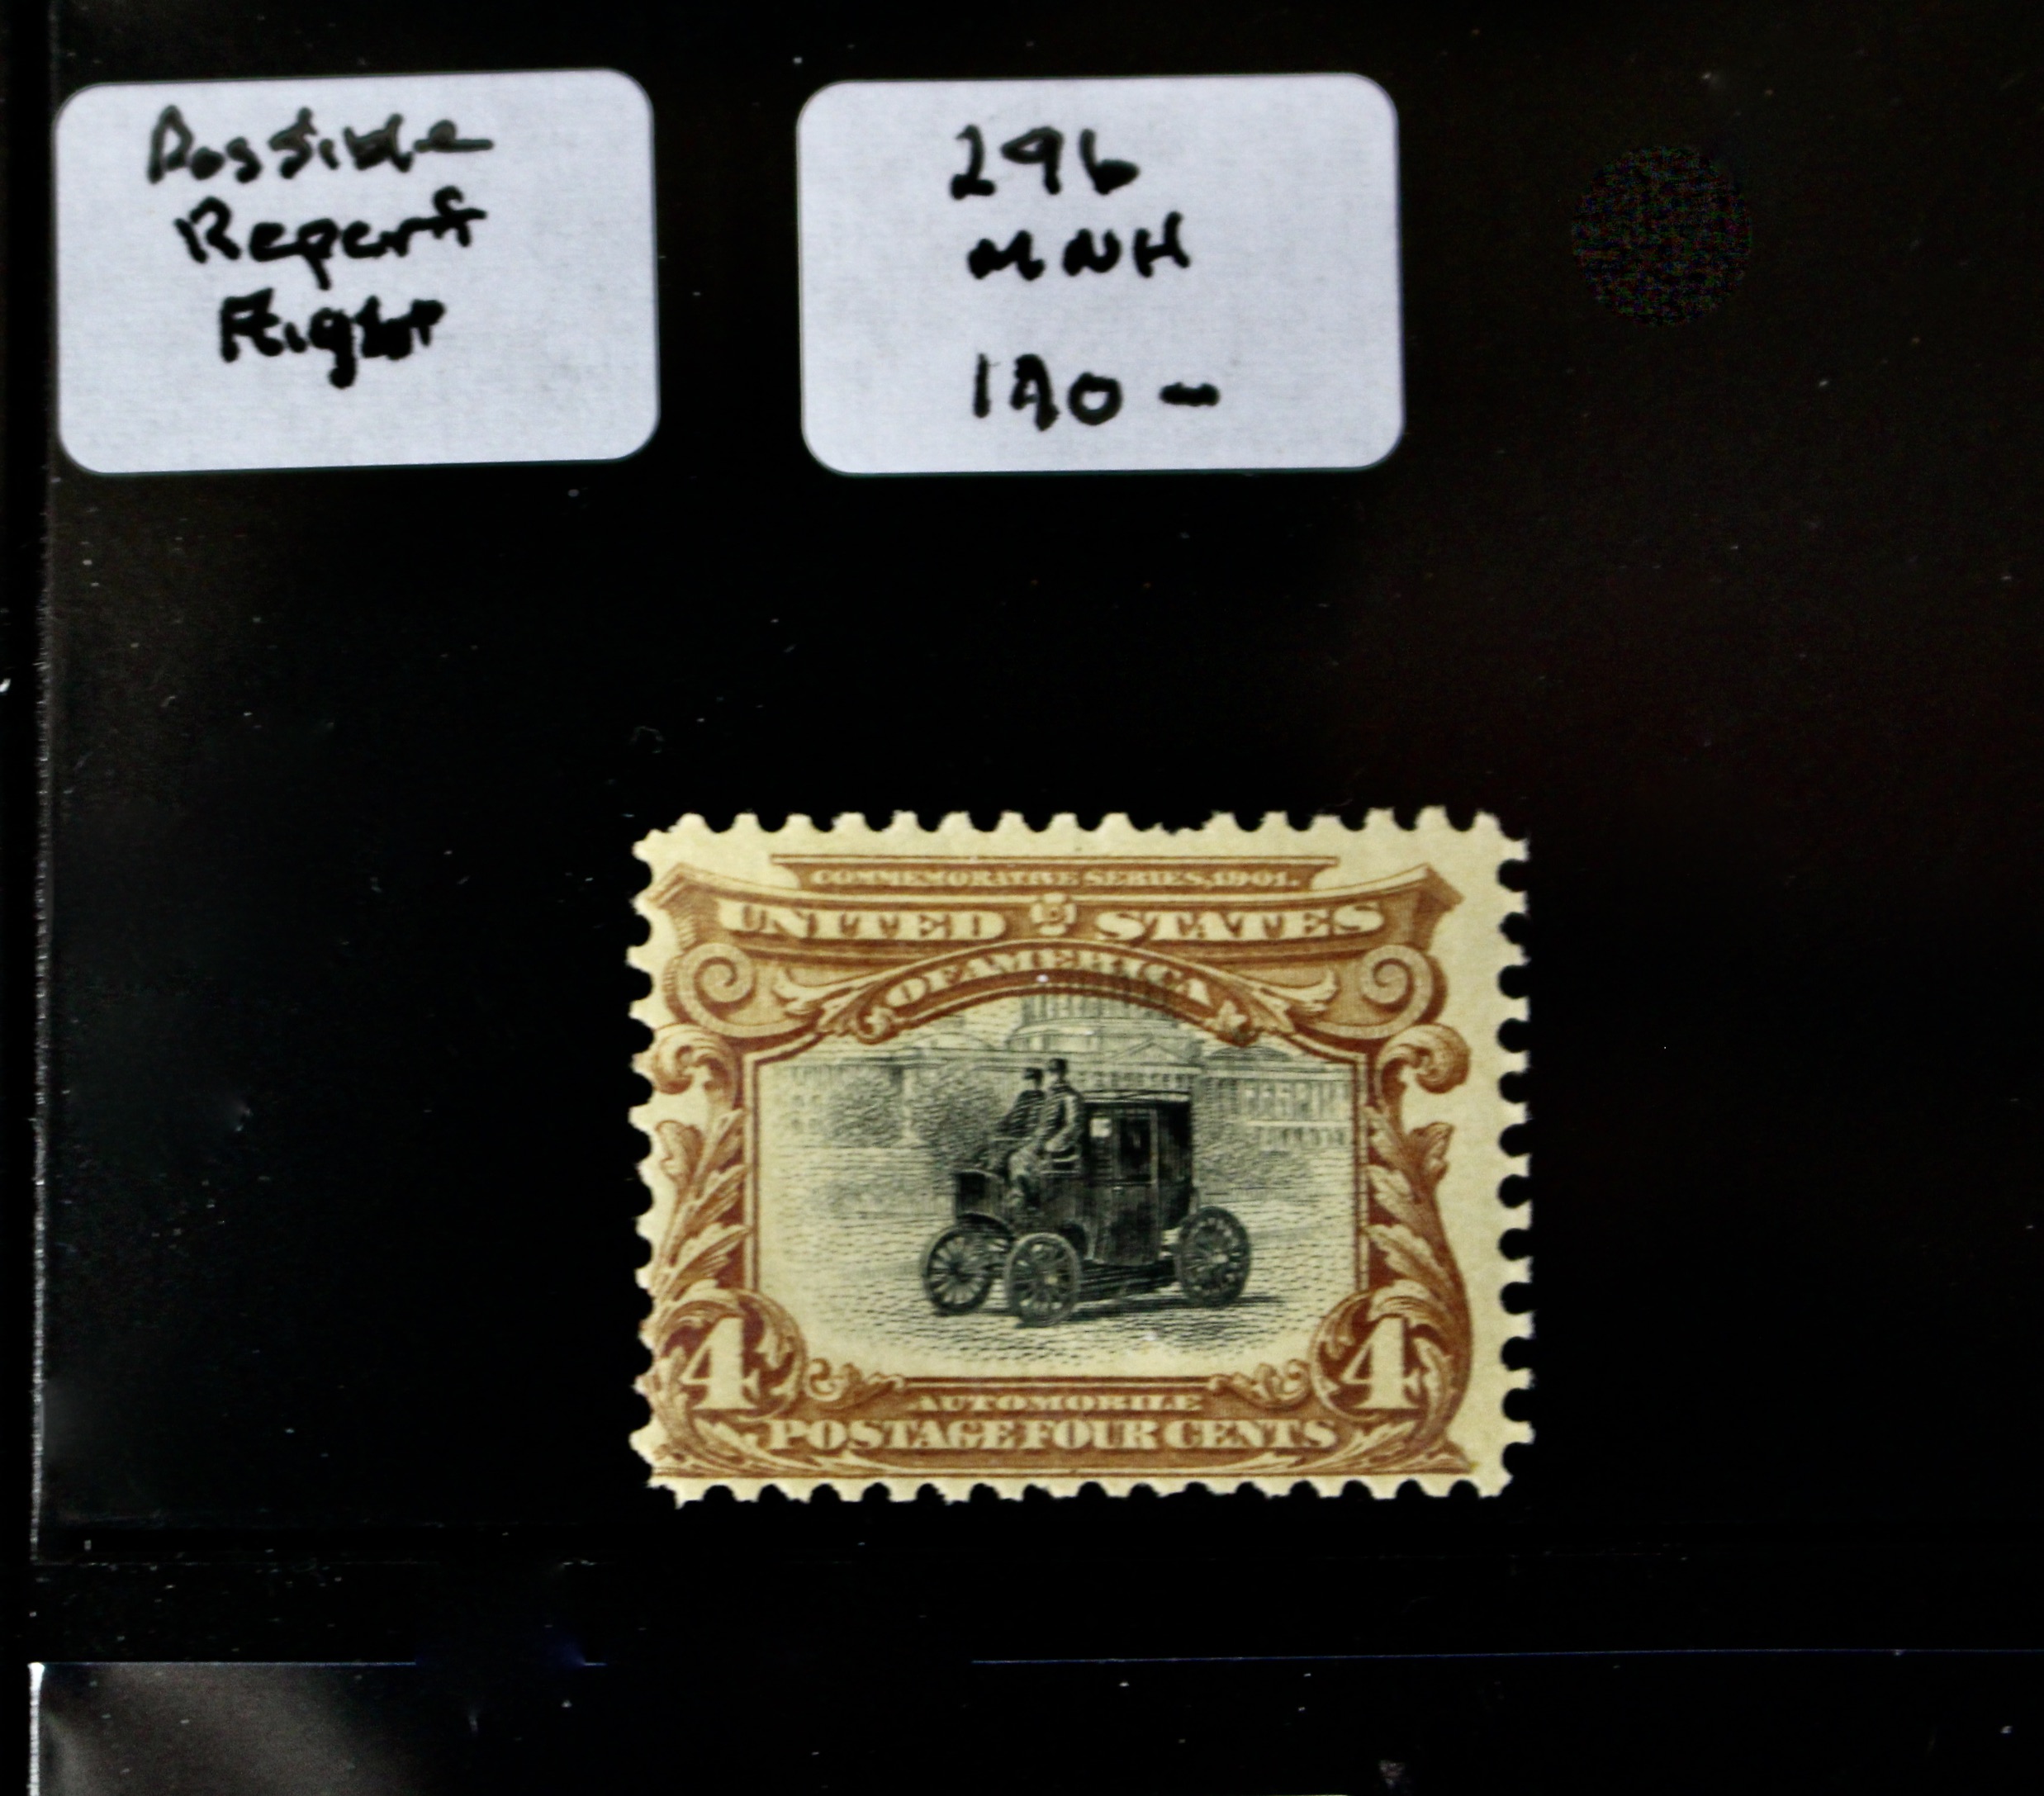 Possible
Reperf
Right
296
MNH
190 -
COMMEMORATIVE SERIES, 1901.
UNITED STATES
OF AMERICA
4 4
AUTOMOBILE
POSTAGE FOUR CENTS